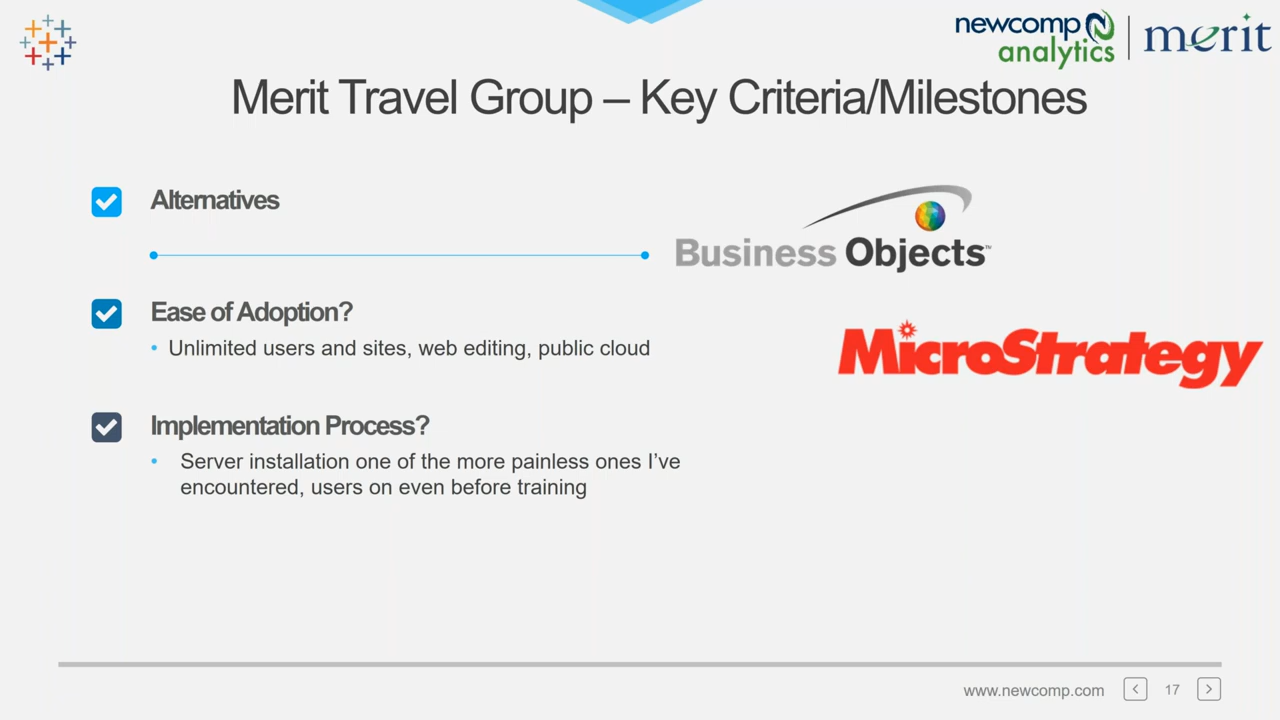 newcomp
analytics
merit
Merit Travel Group – Key Criteria/Milestones
Alternatives
Business Objects™
Ease of Adoption?
• Unlimited users and sites, web editing, public cloud
MicroStrategy
Implementation Process?
• Server installation one of the more painless ones I’ve
encountered, users on even before training
www.newcomp.com
17